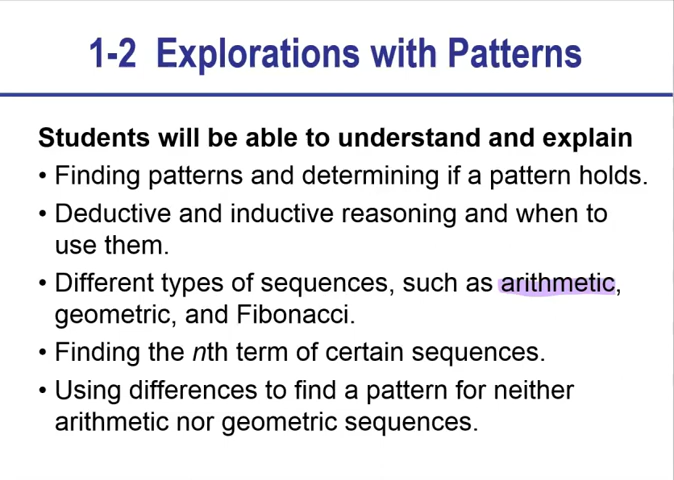 1-2 Explorations with Patterns
Students will be able to understand and explain
• Finding patterns and determining if a pattern holds.
• Deductive and inductive reasoning and when to
use them.
• Different types of sequences, such as arithmetic,
geometric, and Fibonacci.
• Finding the nth term of certain sequences.
• Using differences to find a pattern for neither
arithmetic nor geometric sequences.